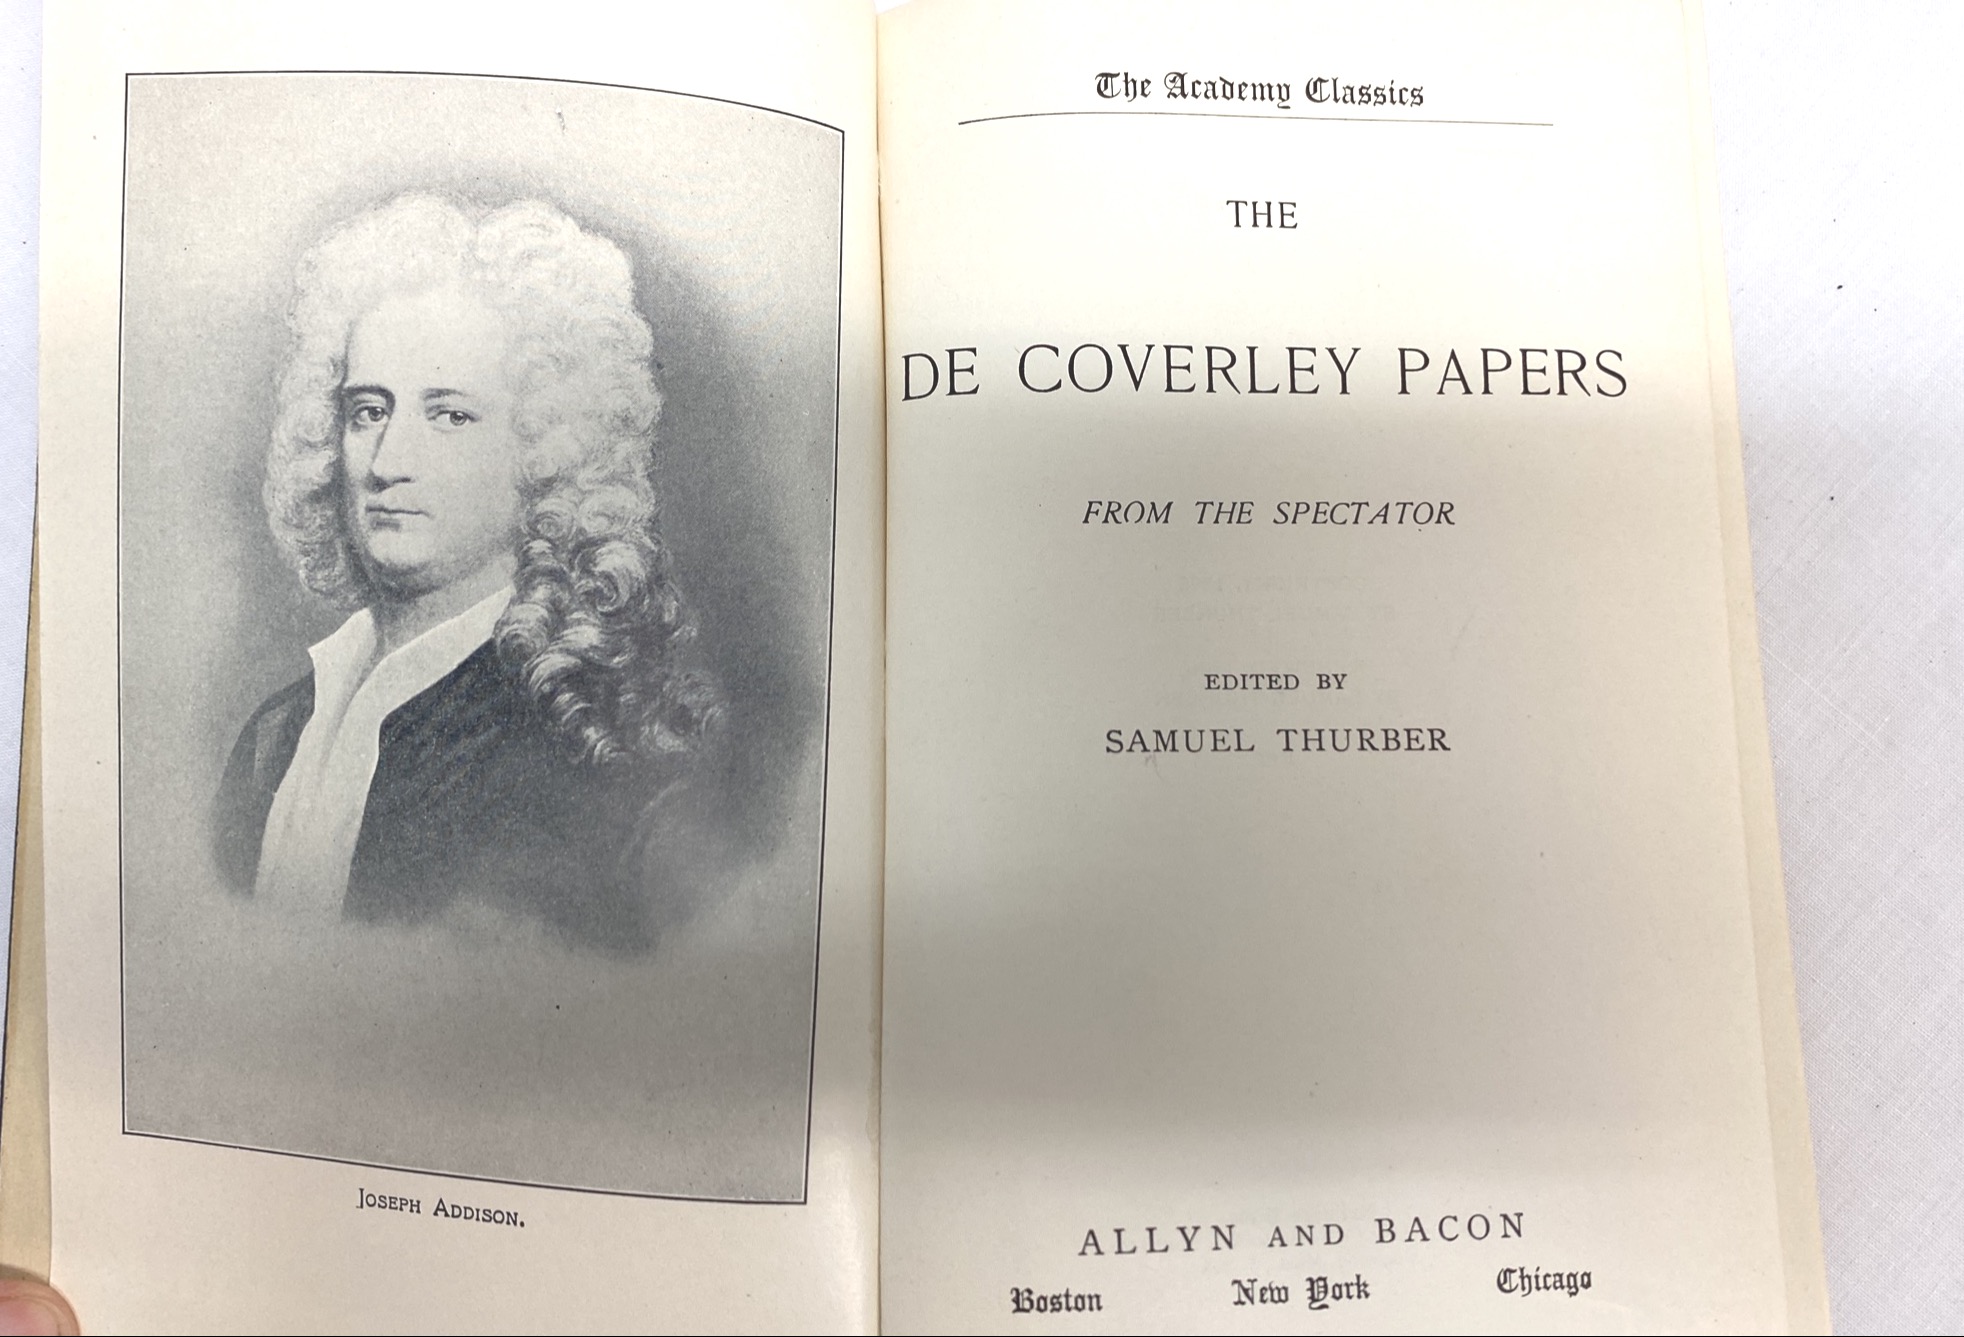 JOSEPH ADDISON.
The Academy Classics
THE
DE COVERLEY PAPERS
FROM THE SPECTATOR
EDITED BY
SAMUEL THURBER
ALLYN AND BACON
Boston New York Chicago